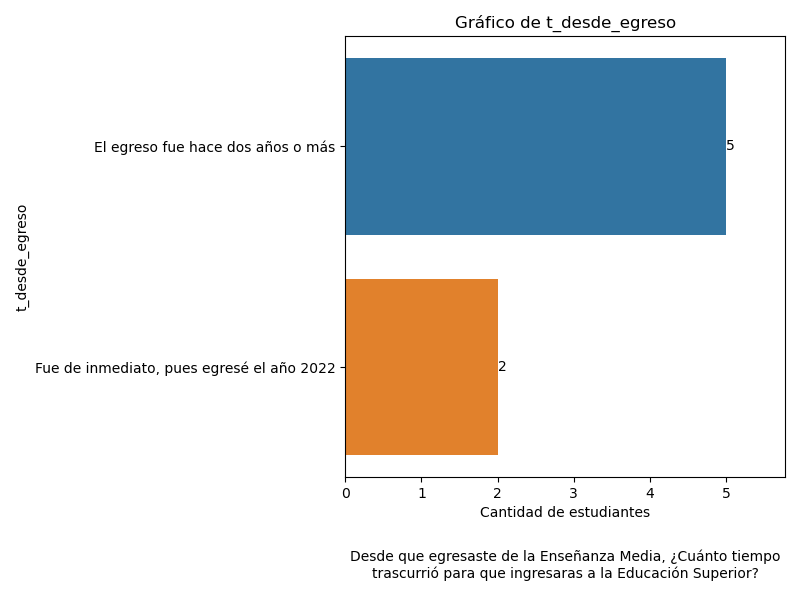 Gráfico de t_desde_egreso
El egreso fue hace dos años o más
5
t_desde_egreso
Fue de inmediato, pues egresé el año 2022
2
0 1 2 3 4 5
Cantidad de estudiantes
Desde que egresaste de la Enseñanza Media, ¿Cuánto tiempo
trascurrió para que ingresaras a la Educación Superior?